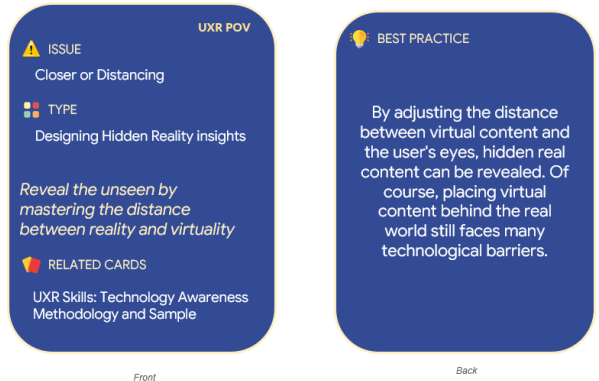 UXR POV
ISSUE
Closer or Distancing
TYPE
Designing Hidden Reality insights
Reveal the unseen by
mastering the distance
between reality and virtuality
RELATED CARDS
UXR Skills: Technology Awareness
Methodology and Sample
Front
BEST PRACTICE
By adjusting the distance
between virtual content and
the user's eyes, hidden real
content can be revealed. Of
course, placing virtual
content behind the real
world still faces many
technological barriers.
Back